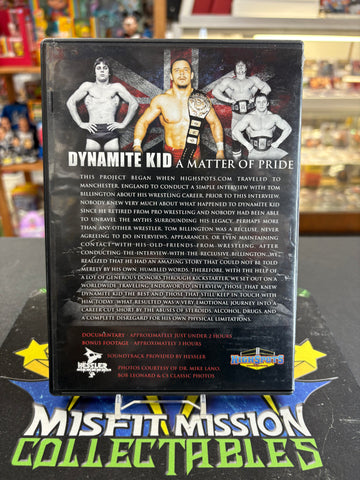 DYNAMITE KID A MATTER OF PRIDE
THIS PROJECT BEGAN WHEN HIGHSPOTS.COM TRAVELED TO
MANCHESTER, ENGLAND TO CONDUCT A SIMPLE INTERVIEW WITH TOM
BILLINGTON ABOUT HIS WRESTLING CAREER. PRIOR TO THIS INTERVIEW,
NOBODY KNEW VERY MUCH ABOUT WHAT HAPPENED TO DYNAMITE KID
SINCE HE RETIRED FROM PRO WRESTLING AND NOBODY HAD BEEN ABLE
TO UNRAVEL THE MYTHS SURROUNDING HIS LEGACY. PERHAPS MORE
THAN ANY OTHER WRESTLER, TOM BILLINGTON WAS A RECLUSE, NEVER
AGREEING TO DO INTERVIEWS, APPEARANCES, OR EVEN MAINTAINING
CONTACT WITH HIS OLD FRIENDS FROM WRESTLING. AFTER
CONDUCTING THE INTERVIEW WITH THE RECLUSIVE BILLINGTON, WE
REALIZED THAT HE HAD AN AMAZING STORY THAT COULD NOT BE TOLD
MERELY BY HIS OWN, HUMBLED WORDS. THEREFORE, WITH THE HELP OF
A LOT OF GENEROUS DONORS THROUGH KICKSTARTER, WE SET OUT ON A
WORLDWIDE TRAVELING ENDEAVOR TO INTERVIEW THOSE THAT KNEW
DYNAMITE KID THE BEST AND THOSE THAT STILL KEEP IN TOUCH WITH
HIM TODAY. WHAT RESULTED WAS A VERY EMOTIONAL JOURNEY INTO A
CAREER CUT SHORT BY THE ABUSES OF STEROIDS, ALCOHOL, DRUGS, AND
A COMPLETE DISREGARD FOR HIS OWN PHYSICAL LIMITATIONS.
DOCUMENTARY - APPROXIMATELY JUST UNDER 2 HOURS
BONUS FOOTAGE - APPROXIMATELY 3 HOURS
SOUNDTRACK PROVIDED BY HESSLER
HESSLER
HIGHSPOTS
PHOTOS COURTESY OF DR. MIKE LANO,
BOB LEONARD & CS CLASSIC PHOTOS
MISFIT MISSION
COLLECTABLES